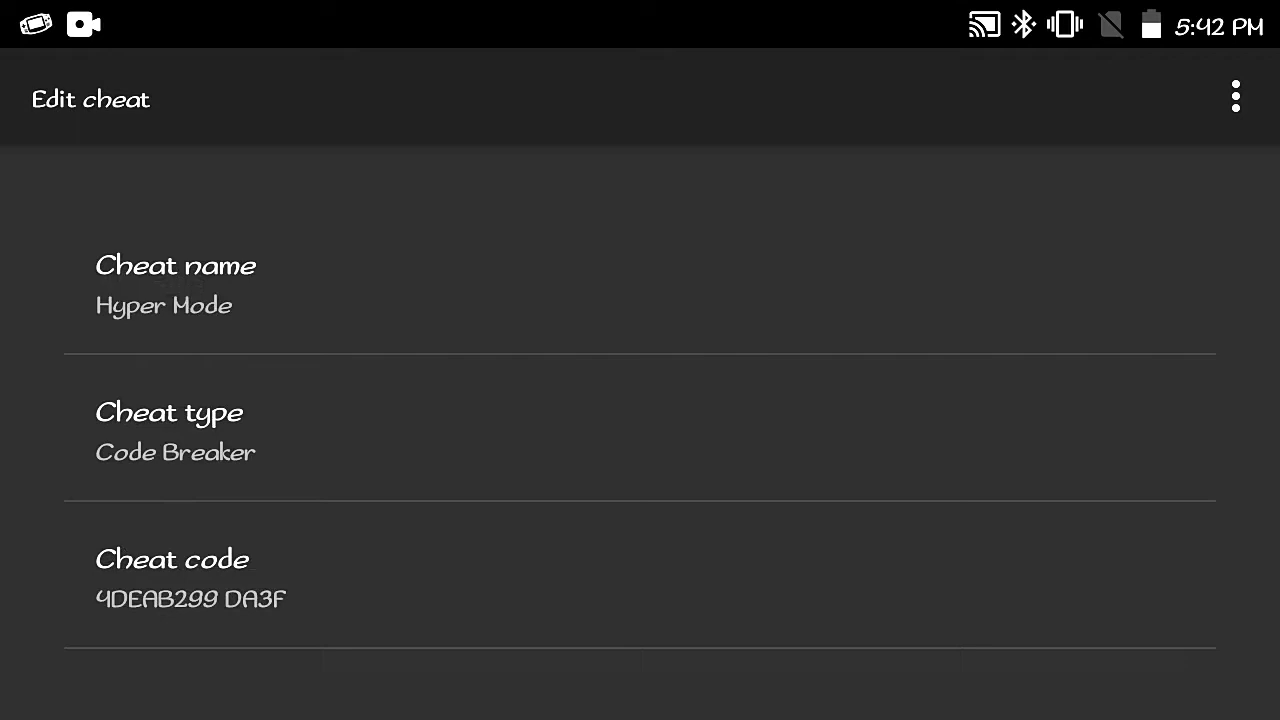 5:42 PM
Edit cheat
Cheat name
Hyper Mode
Cheat type
Code Breaker
Cheat code
4DEAB299 DA3F